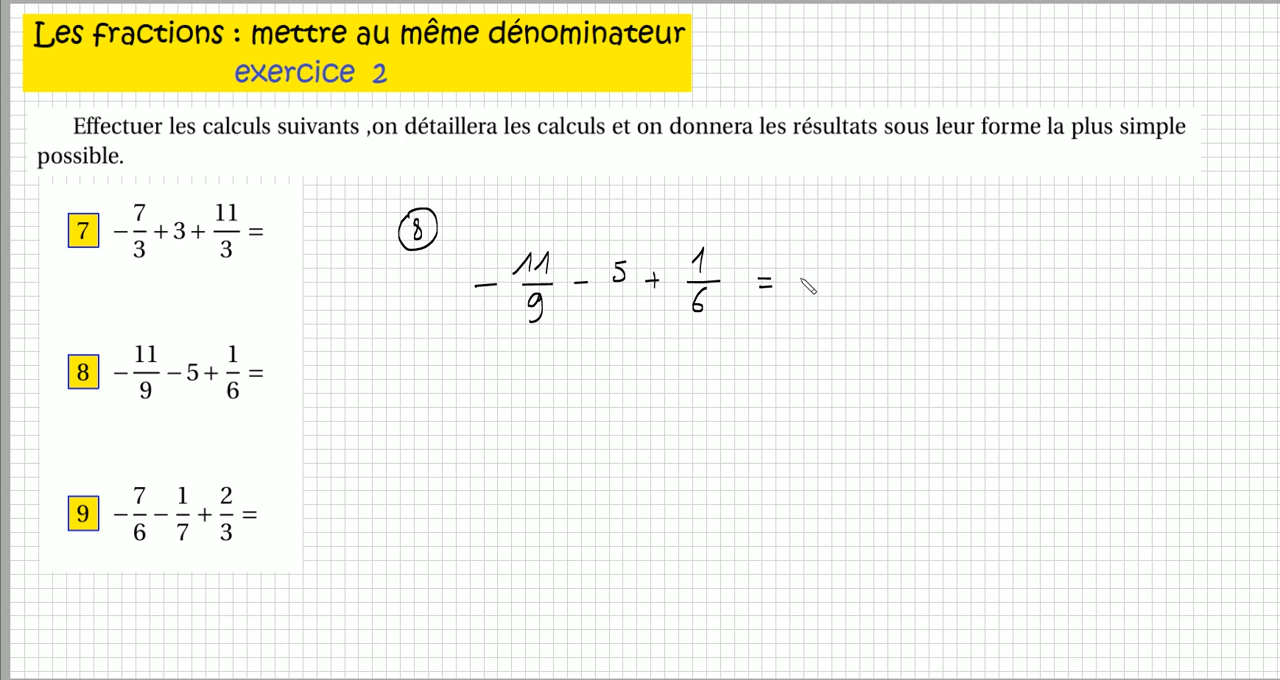 Les fractions : mettre au même dénominateur
exercice 2
Effectuer les calculs suivants ,on détaillera les calculs et on donnera les résultats sous leur forme la plus simple
possible.
7 -7/3 + 3 + 11/3 =
8 -11/9 - 5 + 1/6 =
9 -7/6 - 1/7 + 2/3 =
8
-11/9 - 5 + 1/6 =